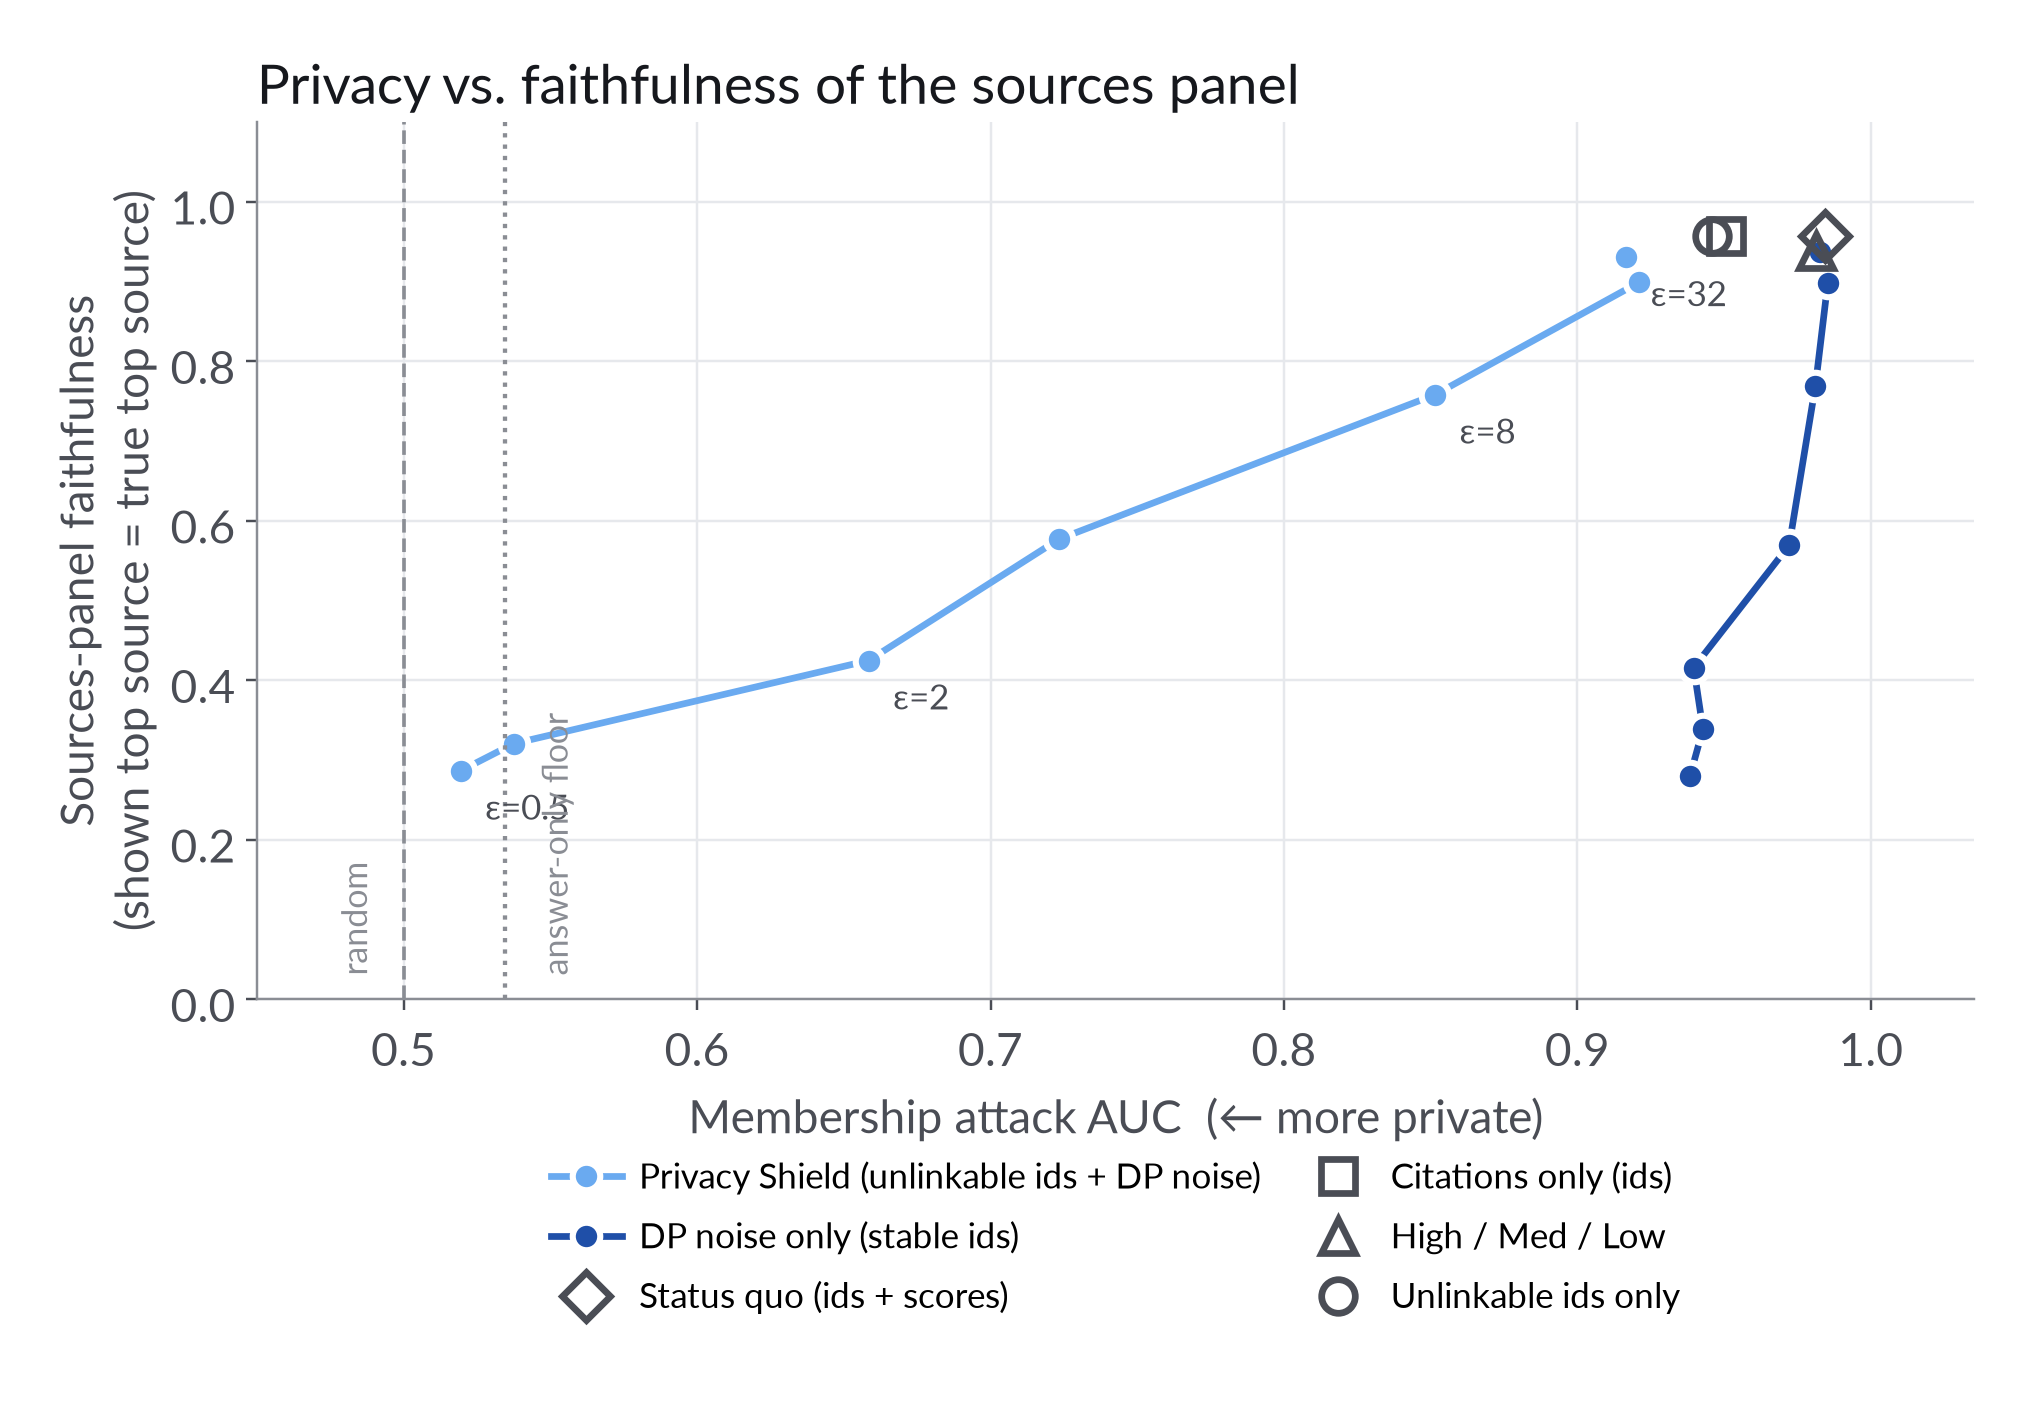 Privacy vs. faithfulness of the sources panel
Sources-panel faithfulness
(shown top source = true top source)
1.0
0.8
0.6
0.4
0.2
0.0
ε=32
ε=8
ε=2
ε=0.5
random
answer-only floor
0.5 0.6 0.7 0.8 0.9 1.0
Membership attack AUC (← more private)
Privacy Shield (unlinkable ids + DP noise)
DP noise only (stable ids)
Status quo (ids + scores)
Citations only (ids)
High / Med / Low
Unlinkable ids only